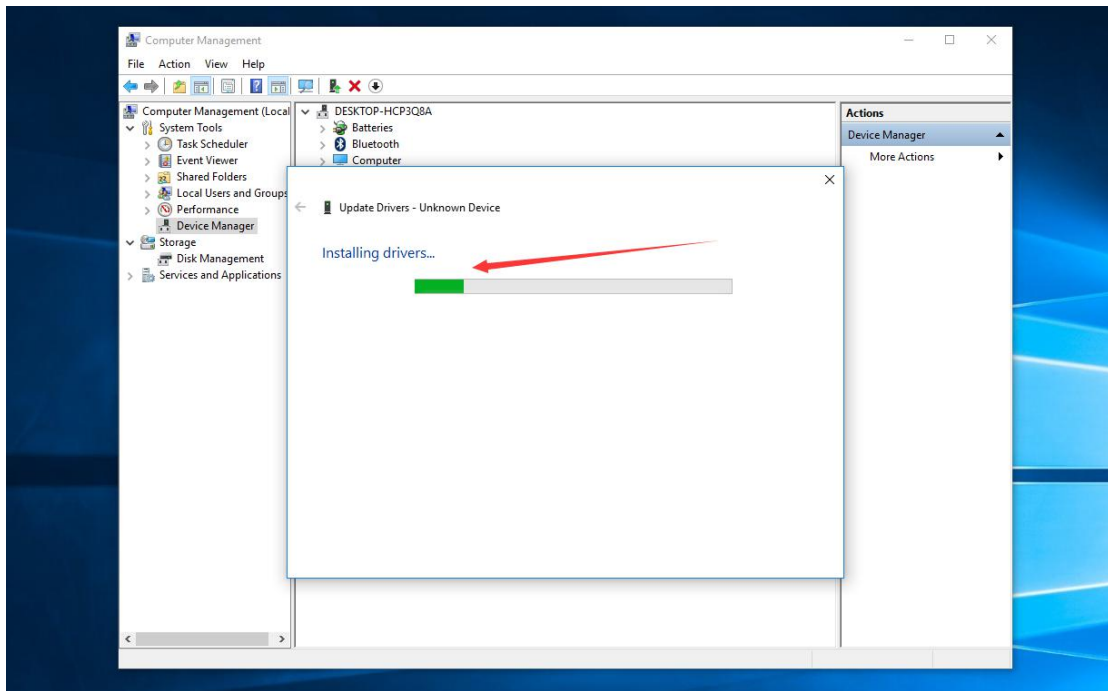 Computer Management
File Action View Help
Computer Management (Local
System Tools
Task Scheduler
Event Viewer
Shared Folders
Local Users and Groups
Performance
Device Manager
Storage
Disk Management
Services and Applications
DESKTOP-HCP3Q8A
Batteries
Bluetooth
Computer
Actions
Device Manager
More Actions
Update Drivers - Unknown Device
Installing drivers...